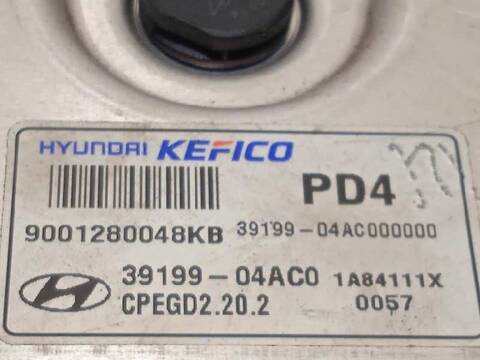 HYUNDAI KEFICO
PD4
9001280048KB 39199-04AC000000
39199-04AC0 1A84111X
CPEGD2.20.2 0057